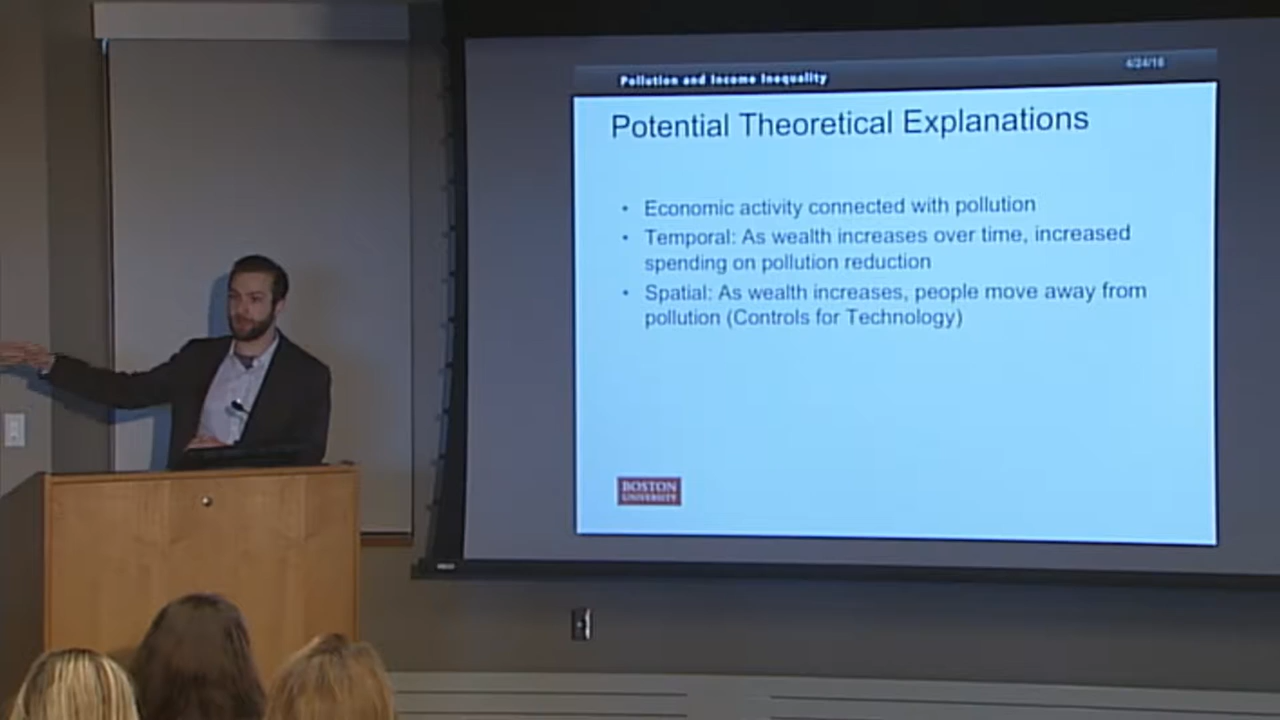 Pollution and Income Inequality
4/24/18
Potential Theoretical Explanations
• Economic activity connected with pollution
• Temporal: As wealth increases over time, increased
spending on pollution reduction
• Spatial: As wealth increases, people move away from
pollution (Controls for Technology)
BOSTON
UNIVERSITY